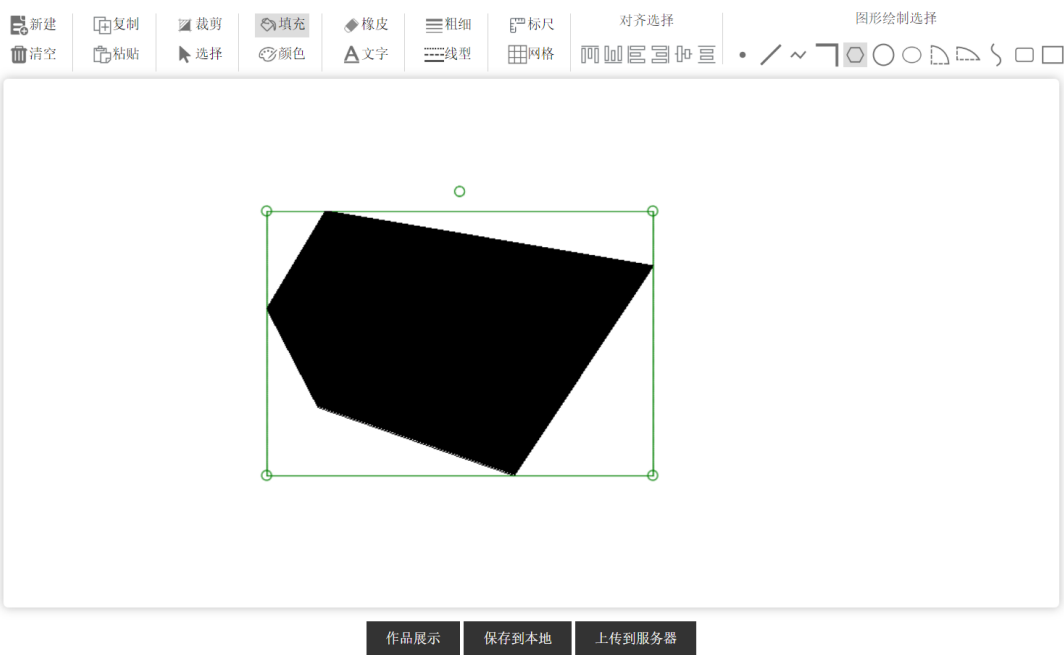 新建 复制 裁剪 填充 橡皮 粗细 标尺 对齐选择 图形绘制选择
清空 粘贴 选择 颜色 文字 线型 网格
作品展示 保存到本地 上传到服务器